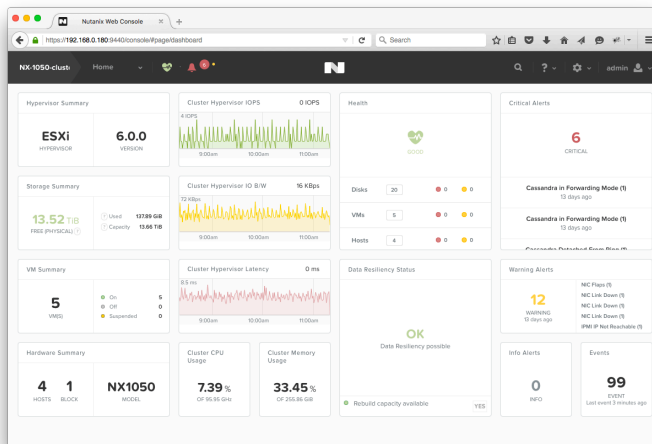 Nutanix Web Console
https://192.168.0.180:9440/console/#page/dashboard
Search
NX-1050-cluste
Home
6
?
admin
Hypervisor Summary
ESXi
HYPERVISOR
6.0.0
VERSION
Cluster Hypervisor IOPS
0 IOPS
4 IOPS
9:00am
10:00am
11:00am
Health
GOOD
Critical Alerts
6
CRITICAL
Storage Summary
13.52 TiB
FREE (PHYSICAL)
Used
137.89 GiB
Capacity
13.66 TiB
Cluster Hypervisor IO B/W
16 KBps
72 KBps
9:00am
10:00am
11:00am
Disks
20
0
0
VMs
5
0
0
Hosts
4
0
0
Cassandra in Forwarding Mode (1)
13 days ago
Cassandra in Forwarding Mode (1)
13 days ago
Cassandra Detached From Ring (1)
VM Summary
5
VM(S)
On
5
Off
0
Suspended
0
Cluster Hypervisor Latency
0 ms
8.5 ms
9:00am
10:00am
11:00am
Data Resiliency Status
OK
Data Resiliency possible
Rebuild capacity available
YES
Warning Alerts
12
WARNING
13 days ago
NIC Flaps (1)
NIC Link Down (1)
NIC Link Down (1)
NIC Link Down (1)
IPMI IP Not Reachable (1)
Hardware Summary
4
HOSTS
1
BLOCK
NX1050
MODEL
Cluster CPU
Usage
7.39 %
OF 95.95 GHz
Cluster Memory
Usage
33.45 %
OF 255.86 GiB
Info Alerts
0
INFO
Events
99
EVENT
Last event 3 minutes ago